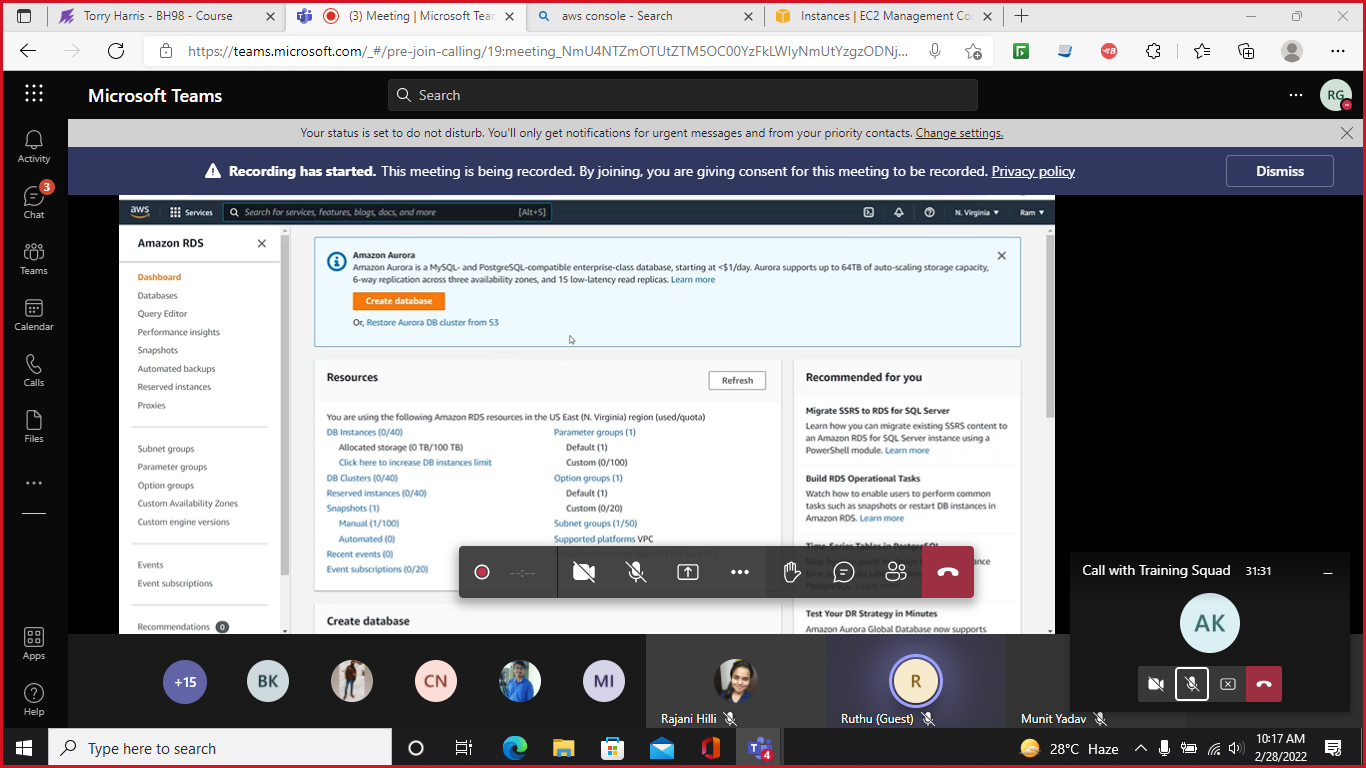 Torry Harris - BH98 - Course
(3) Meeting | Microsoft Tea
aws console - Search
Instances | EC2 Management Co
https://teams.microsoft.com/_#/pre-join-calling/19:meeting_NmU4NTZmOTUtZTM5OC00YzFkLWIyNmUtYzgzODNj...
Microsoft Teams
Search
RG
Your status is set to do not disturb. You'll only get notifications for urgent messages and from your priority contacts. Change settings.
Recording has started. This meeting is being recorded. By joining, you are giving consent for this meeting to be recorded. Privacy policy
Dismiss
Activity
3
Chat
Teams
Calendar
Calls
Files
Apps
Help
aws
Services
Search for services, features, blogs, docs, and more
[Alt+S]
N. Virginia
Ram
Amazon RDS
Dashboard
Databases
Query Editor
Performance insights
Snapshots
Automated backups
Reserved instances
Proxies
Subnet groups
Parameter groups
Option groups
Custom Availability Zones
Custom engine versions
Events
Event subscriptions
Recommendations 0
Amazon Aurora
Amazon Aurora is a MySQL- and PostgreSQL-compatible enterprise-class database, starting at <$1/day. Aurora supports up to 64TB of auto-scaling storage capacity,
6-way replication across three availability zones, and 15 low-latency read replicas. Learn more
Create database
Or, Restore Aurora DB cluster from S3
Resources
Refresh
You are using the following Amazon RDS resources in the US East (N. Virginia) region (used/quota)
DB Instances (0/40)
Allocated storage (0 TB/100 TB)
Click here to increase DB instances limit
DB Clusters (0/40)
Reserved instances (0/40)
Snapshots (1)
Manual (1/100)
Automated (0)
Recent events (0)
Event subscriptions (0/20)
Parameter groups (1)
Default (1)
Custom (0/100)
Option groups (1)
Default (1)
Custom (0/20)
Subnet groups (1/50)
Supported platforms VPC
Create database
Recommended for you
Migrate SSRS to RDS for SQL Server
Learn how you can migrate existing SSRS content to
an Amazon RDS for SQL Server instance using a
PowerShell module. Learn more
Build RDS Operational Tasks
Watch how to enable users to perform common
tasks such as snapshots or restart DB instances in
Amazon RDS. Learn more
Time-Series Tables in PostgreSQL
Test Your DR Strategy in Minutes
Amazon Aurora Global Database now supports
--:--
Call with Training Squad 31:31
AK
+15
BK
CN
MI
R
Rajani Hilli
Ruthu (Guest)
Munit Yadav
Type here to search
4
28°C Haze
10:17 AM
2/28/2022